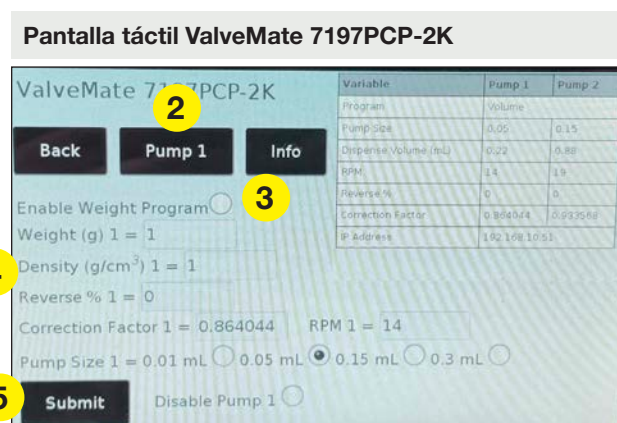 Pantalla táctil ValveMate 7197PCP-2K
ValveMate 7197PCP-2K
2
Back
Pump 1
Info
3
Enable Weight Program
Weight (g) 1 = 1
Density (g/cm³) 1 = 1
Reverse % 1 = 0
Correction Factor 1 = 0.864044 RPM 1 = 14
Pump Size 1 = 0.01 mL 0.05 mL 0.15 mL 0.3 mL
5
Submit
Disable Pump 1
Variable Pump 1 Pump 2
Program Volume
Pump Size 0.05 0.15
Dispense Volume (mL) 0.22 0.88
RPM 14 19
Reverse % 0 0
Correction Factor 0.864044 0.933568
IP Address 192.168.10.51